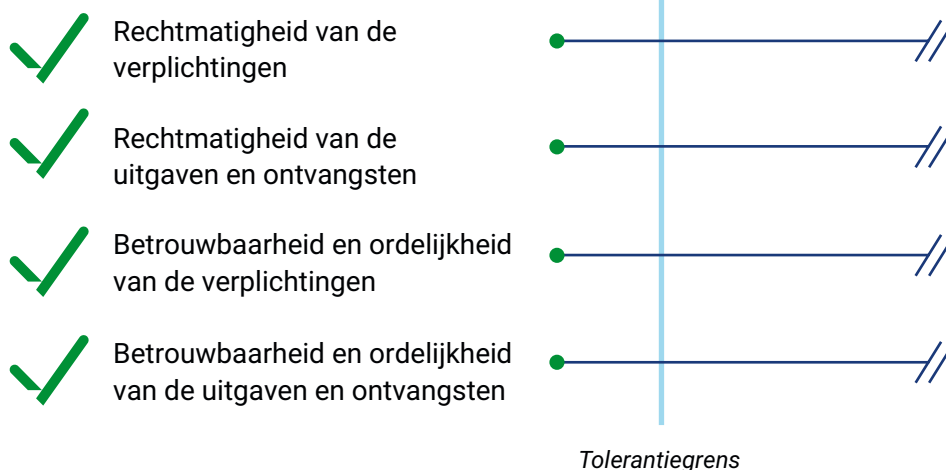 Rechtmatigheid van de
verplichtingen
Rechtmatigheid van de
uitgaven en ontvangsten
Betrouwbaarheid en ordelijkheid
van de verplichtingen
Betrouwbaarheid en ordelijkheid
van de uitgaven en ontvangsten
Tolerantiegrens